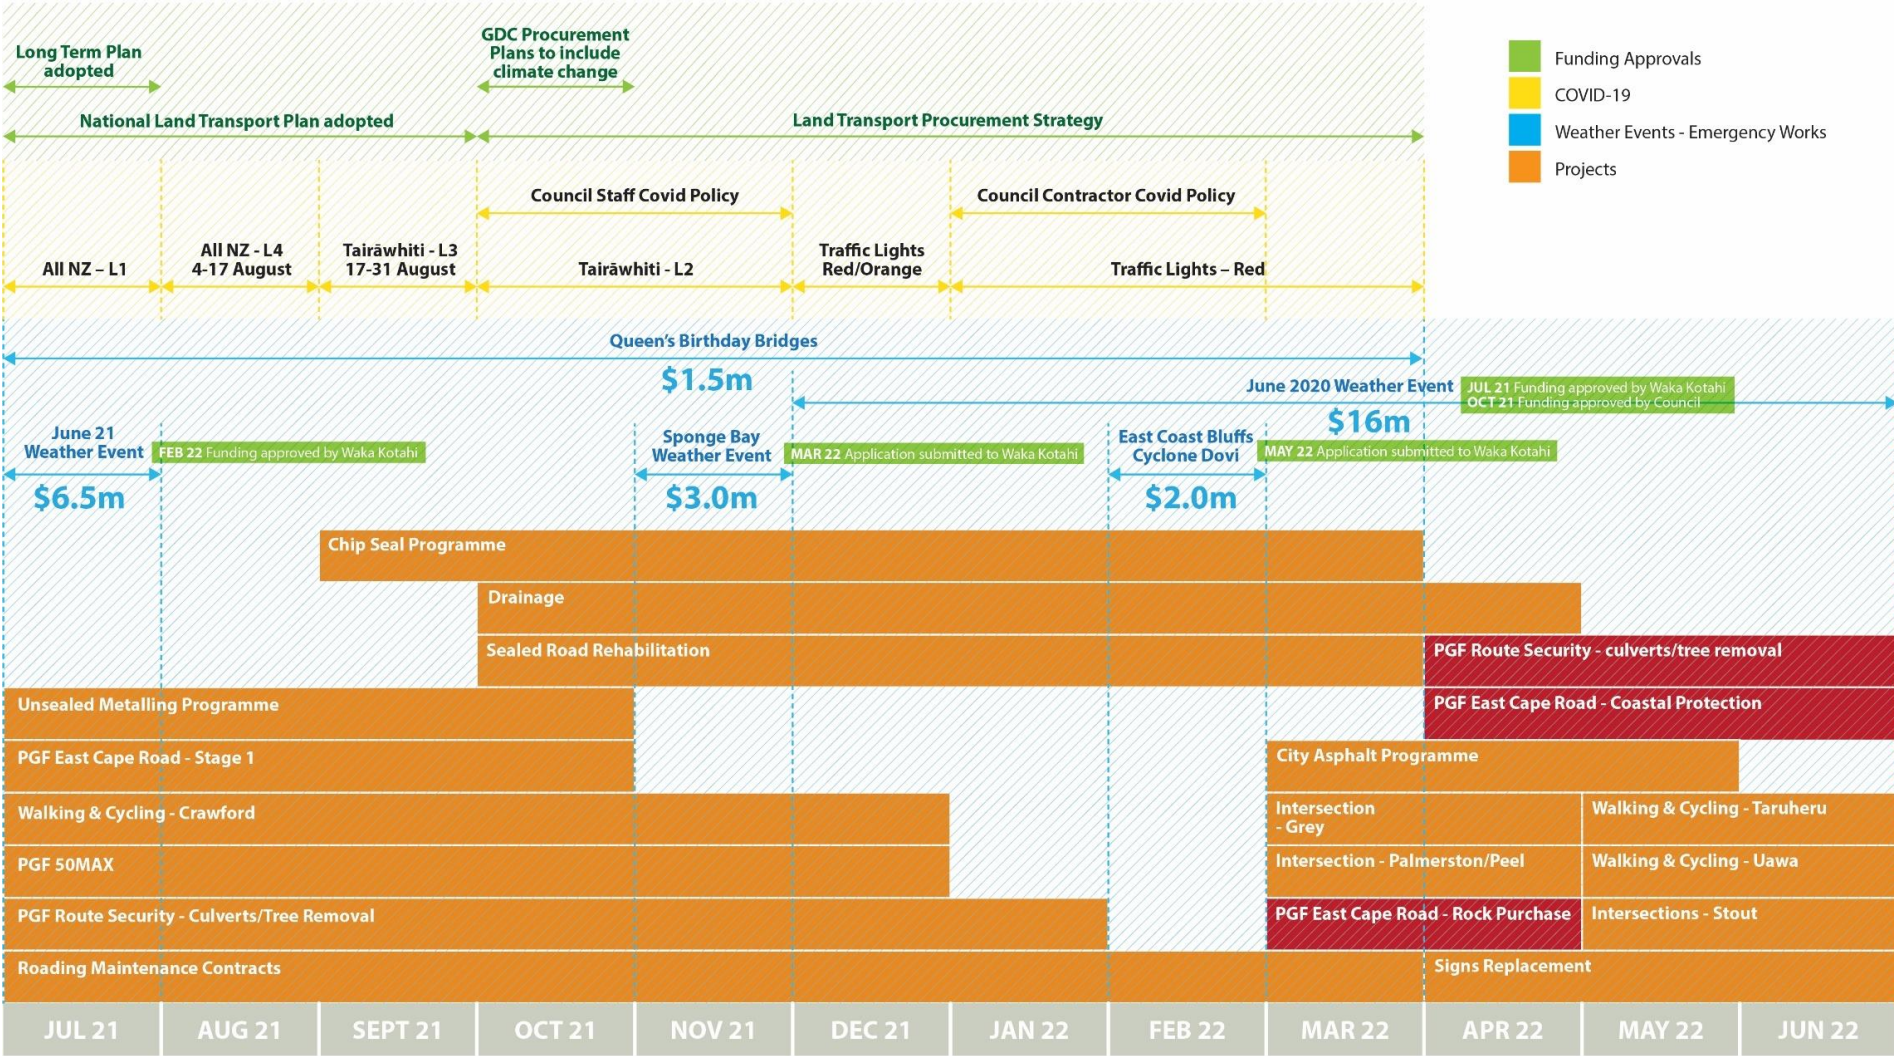 Long Term Plan
adopted
GDC Procurement
Plans to include
climate change
National Land Transport Plan adopted
Land Transport Procurement Strategy
Funding Approvals
COVID-19
Weather Events - Emergency Works
Projects
Council Staff Covid Policy
Council Contractor Covid Policy
All NZ – L1
All NZ - L4
4-17 August
Tairāwhiti - L3
17-31 August
Tairāwhiti - L2
Traffic Lights
Red/Orange
Traffic Lights – Red
Queen's Birthday Bridges
$1.5m
June 2020 Weather Event
$16m
JUL 21 Funding approved by Waka Kotahi
OCT 21 Funding approved by Council
June 21
Weather Event
$6.5m
FEB 22 Funding approved by Waka Kotahi
Sponge Bay
Weather Event
$3.0m
MAR 22 Application submitted to Waka Kotahi
East Coast Bluffs
Cyclone Dovi
$2.0m
MAY 22 Application submitted to Waka Kotahi
Chip Seal Programme
Drainage
Sealed Road Rehabilitation
PGF Route Security - culverts/tree removal
Unsealed Metalling Programme
PGF East Cape Road - Coastal Protection
PGF East Cape Road - Stage 1
City Asphalt Programme
Walking & Cycling - Crawford
Intersection
- Grey
Walking & Cycling - Taruheru
PGF 50MAX
Intersection - Palmerston/Peel
Walking & Cycling - Uawa
PGF Route Security - Culverts/Tree Removal
PGF East Cape Road - Rock Purchase
Intersections - Stout
Roading Maintenance Contracts
Signs Replacement
JUL 21
AUG 21
SEPT 21
OCT 21
NOV 21
DEC 21
JAN 22
FEB 22
MAR 22
APR 22
MAY 22
JUN 22